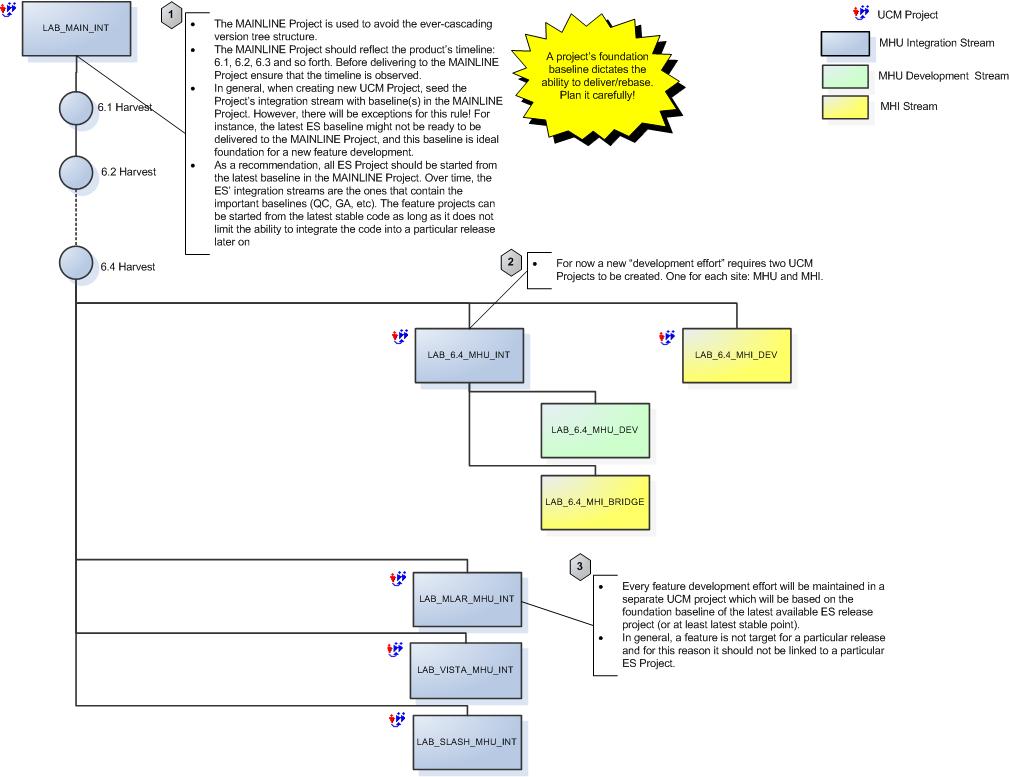 LAB_MAIN_INT
6.1 Harvest
6.2 Harvest
6.4 Harvest
1
• The MAINLINE Project is used to avoid the ever-cascading
version tree structure.
• The MAINLINE Project should reflect the product's timeline:
6.1, 6.2, 6.3 and so forth. Before delivering to the MAINLINE
Project ensure that the timeline is observed.
• In general, when creating new UCM Project, seed the
Project's integration stream with baseline(s) in the MAINLINE
Project. However, there will be exceptions for this rule! For
instance, the latest ES baseline might not be ready to be
delivered to the MAINLINE Project, and this baseline is ideal
foundation for a new feature development.
• As a recommendation, all ES Project should be started from
the latest baseline in the MAINLINE Project. Over time, the
ES' integration streams are the ones that contain the
important baselines (QC, GA, etc). The feature projects can
be started from the latest stable code as long as it does not
limit the ability to integrate the code into a particular release
later on
A project's foundation
baseline dictates the
ability to deliver/rebase.
Plan it carefully!
UCM Project
MHU Integration Stream
MHU Development Stream
MHI Stream
2
• For now a new "development effort" requires two UCM
Projects to be created. One for each site: MHU and MHI.
LAB_6.4_MHU_INT
LAB_6.4_MHI_DEV
LAB_6.4_MHU_DEV
LAB_6.4_MHI_BRIDGE
3
• Every feature development effort will be maintained in a
separate UCM project which will be based on the
foundation baseline of the latest available ES release
project (or at least latest stable point).
• In general, a feature is not target for a particular release
and for this reason it should not be linked to a particular
ES Project.
LAB_MLAR_MHU_INT
LAB_VISTA_MHU_INT
LAB_SLASH_MHU_INT